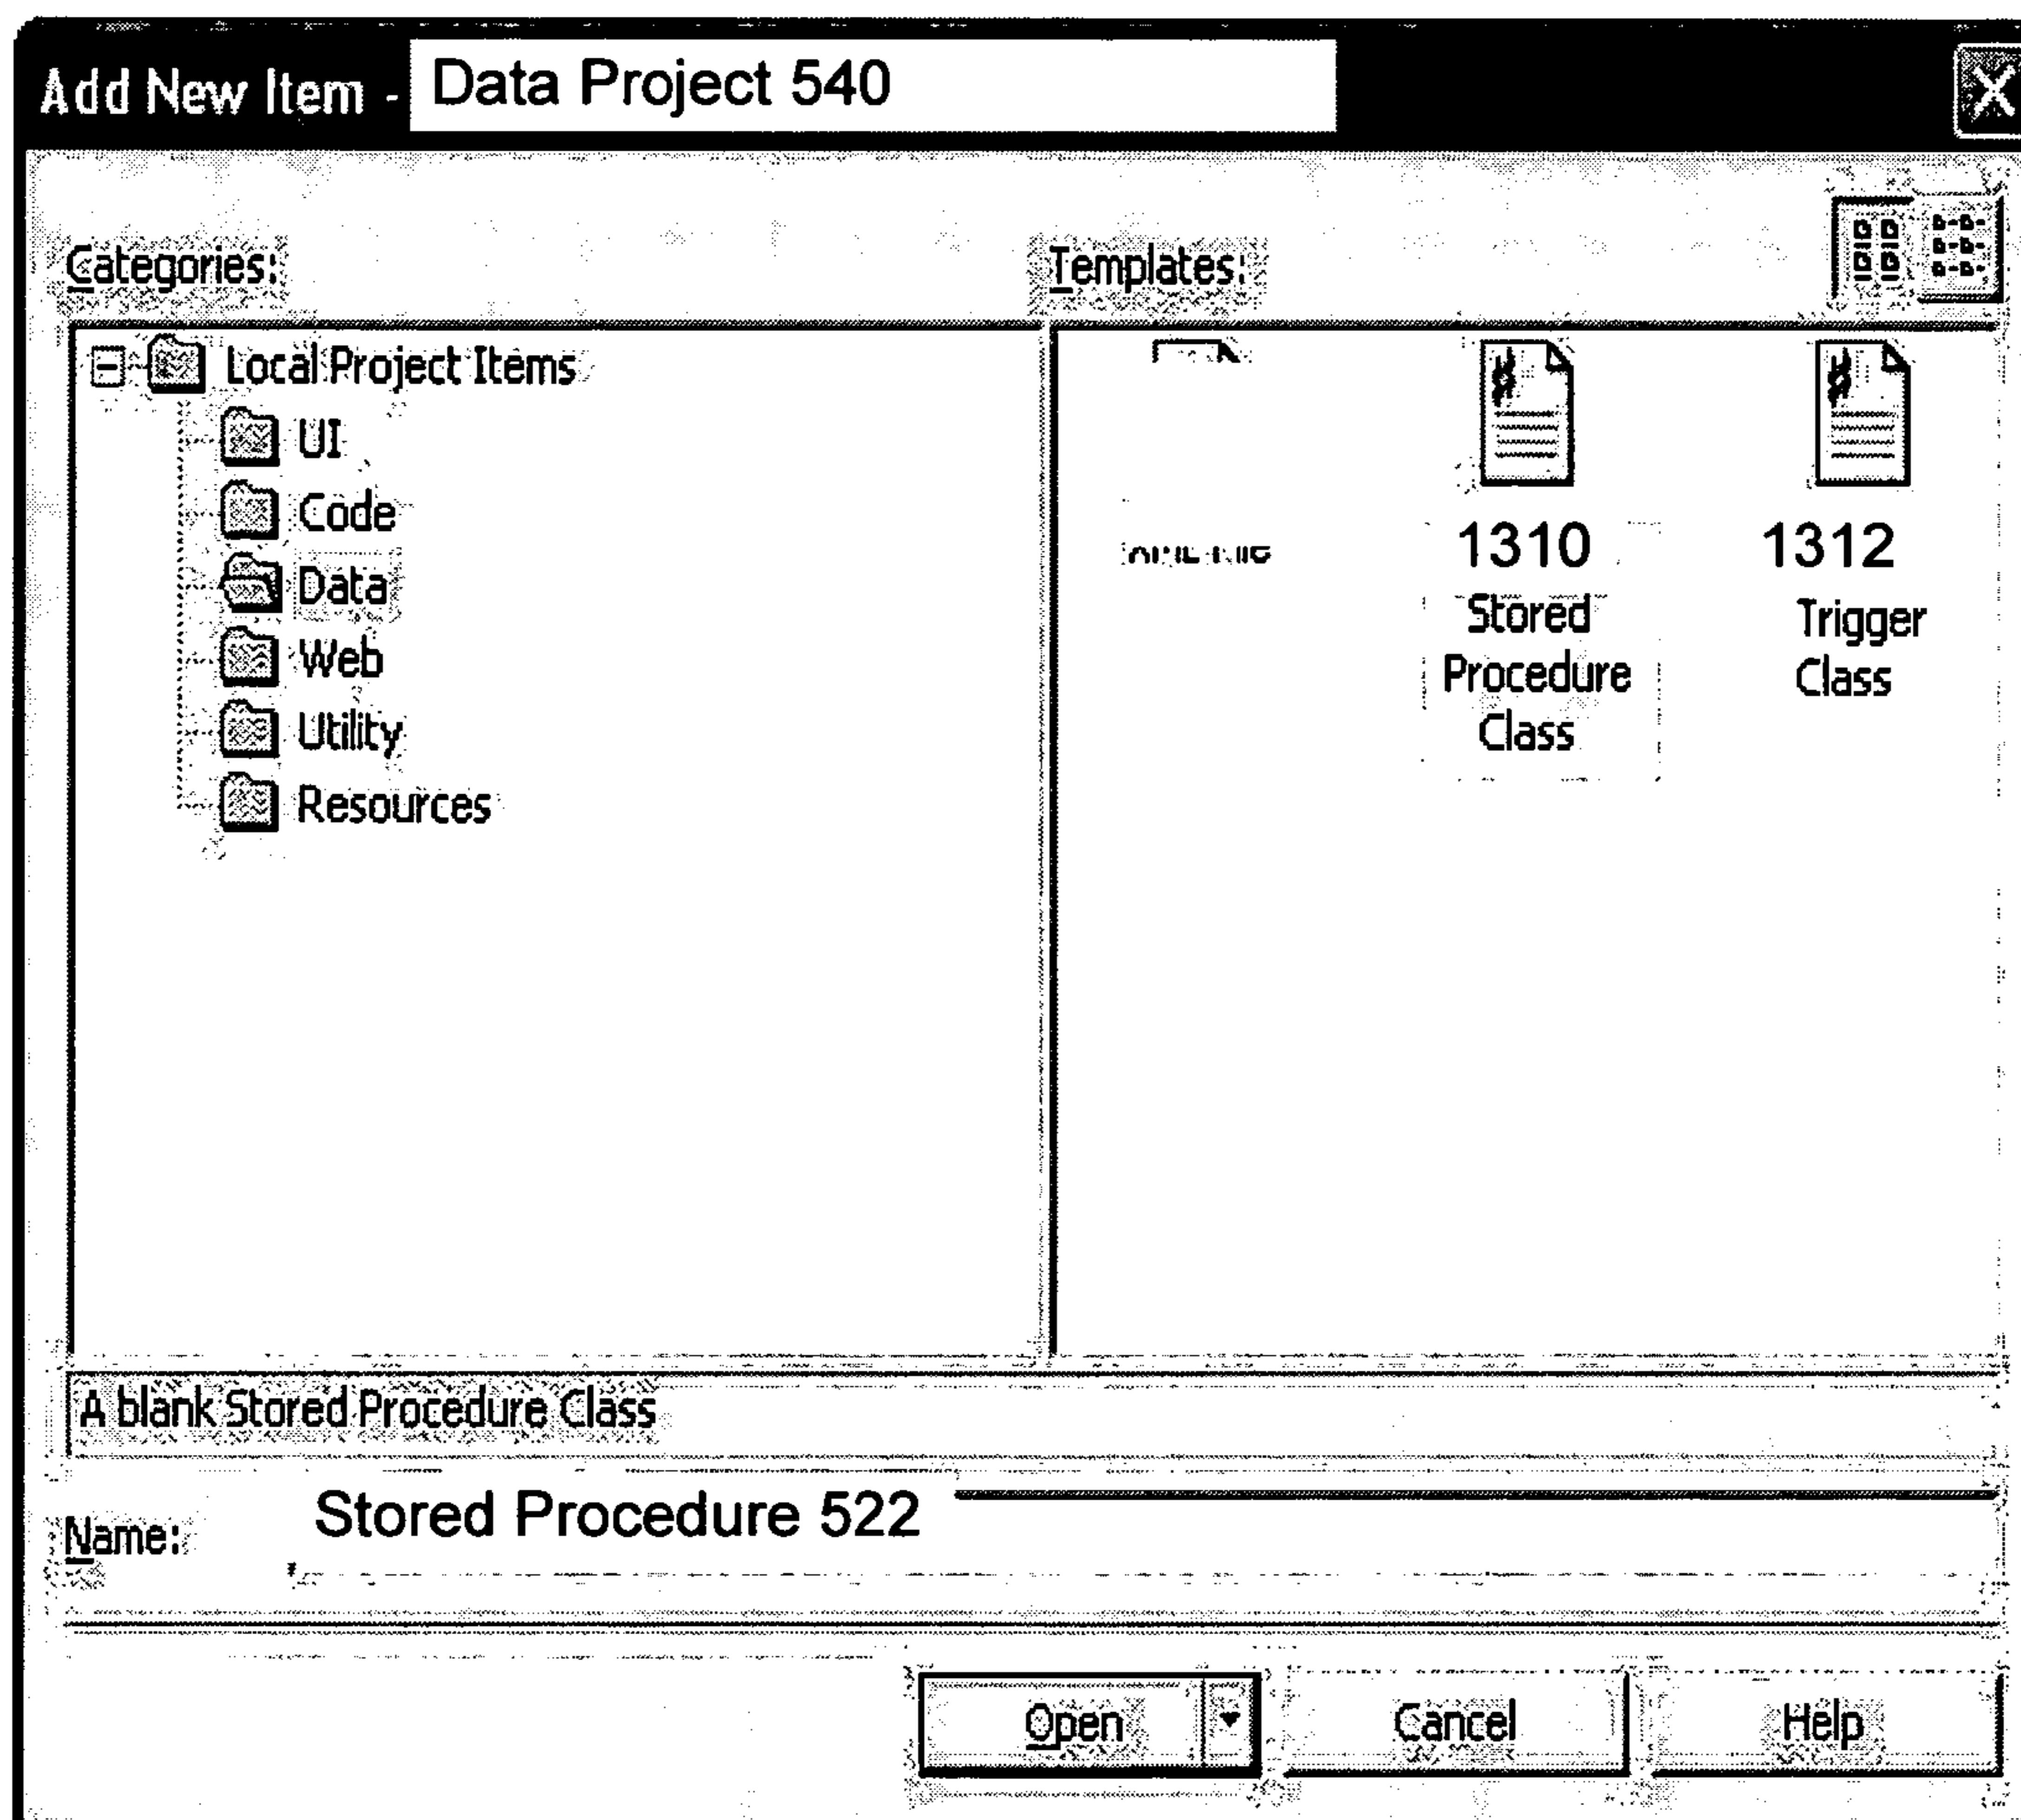 Add New Item - Data Project 540
Categories:
Templates:
Local Project Items
UI
Code
Data
Web
Utility
Resources
1310
Stored
Procedure
Class
1312
Trigger
Class
A blank Stored Procedure Class
Name: Stored Procedure 522
Open
Cancel
Help